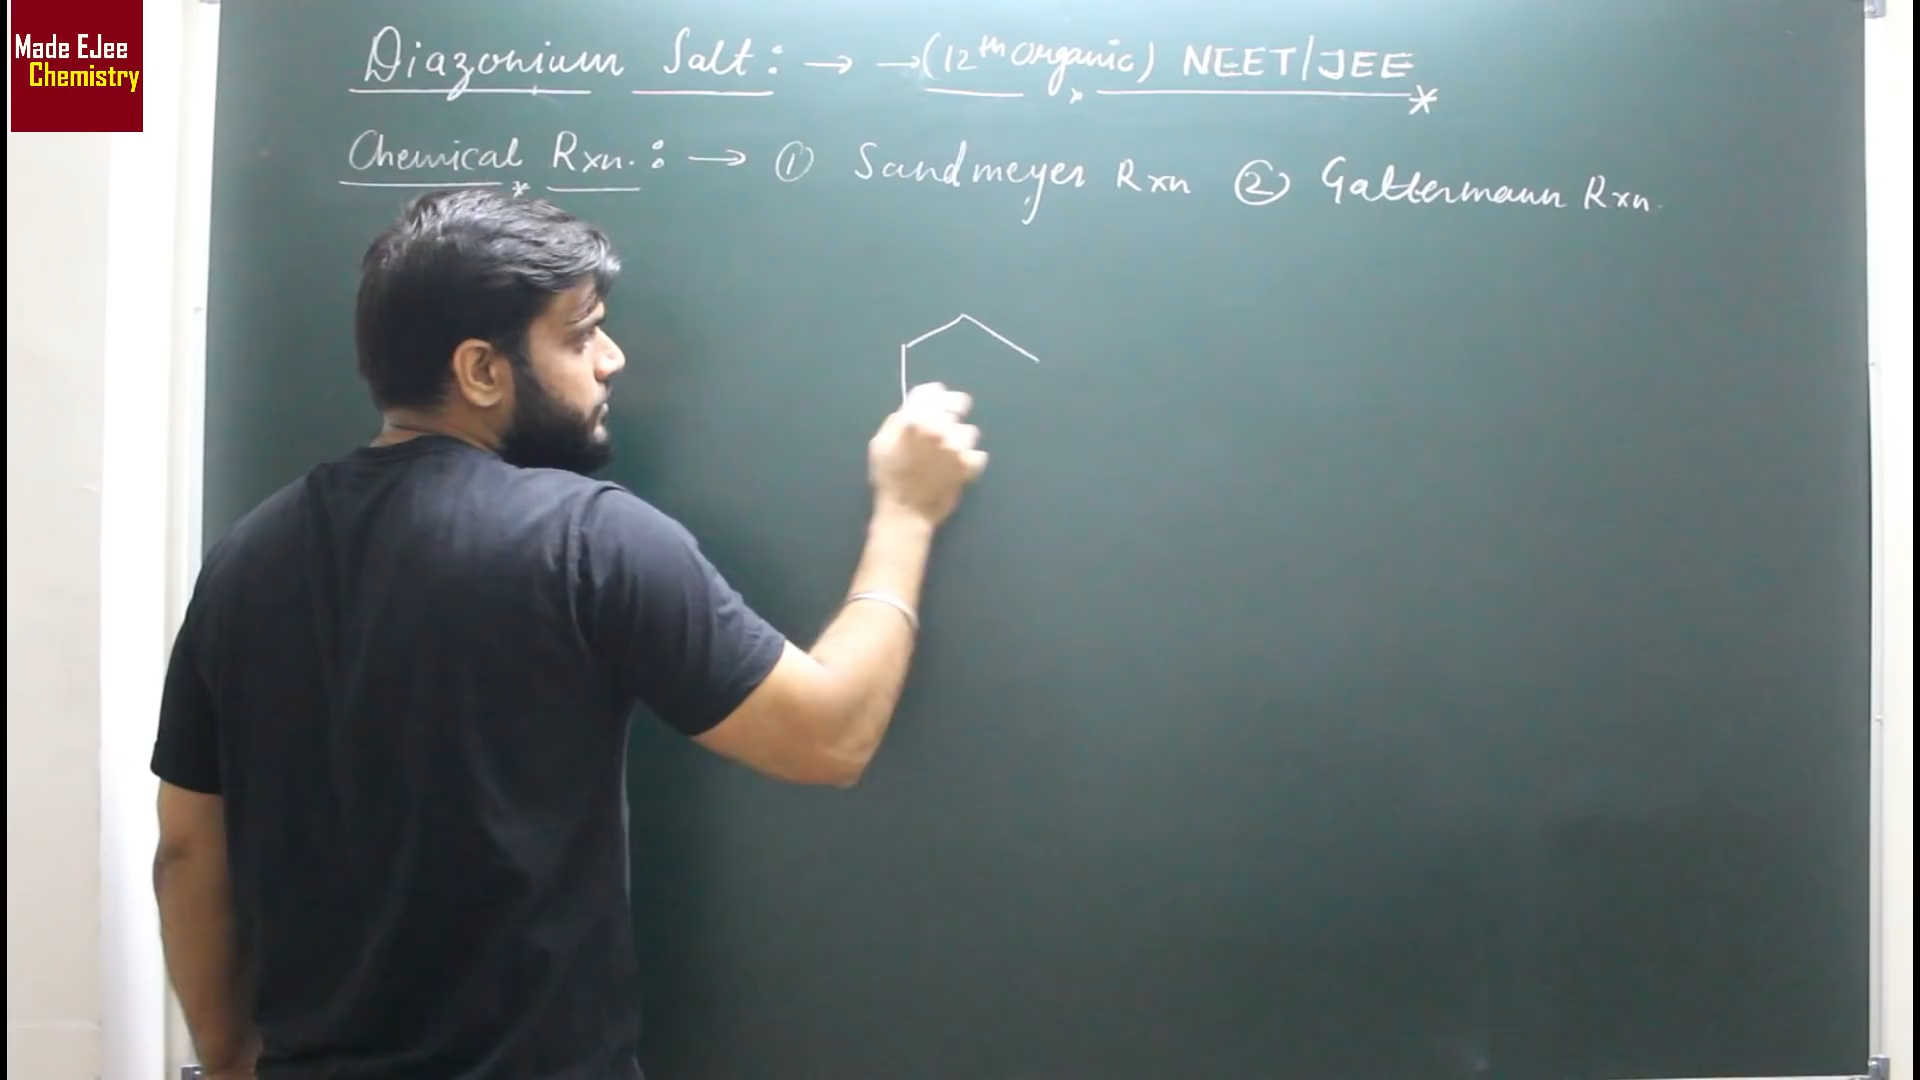 Made EJee
Chemistry
Diazonium Salt: → →(12th Organic) NEET/JEE
Chemical Rxn.: → ① Sandmeyer Rxn ② Gattermann Rxn.